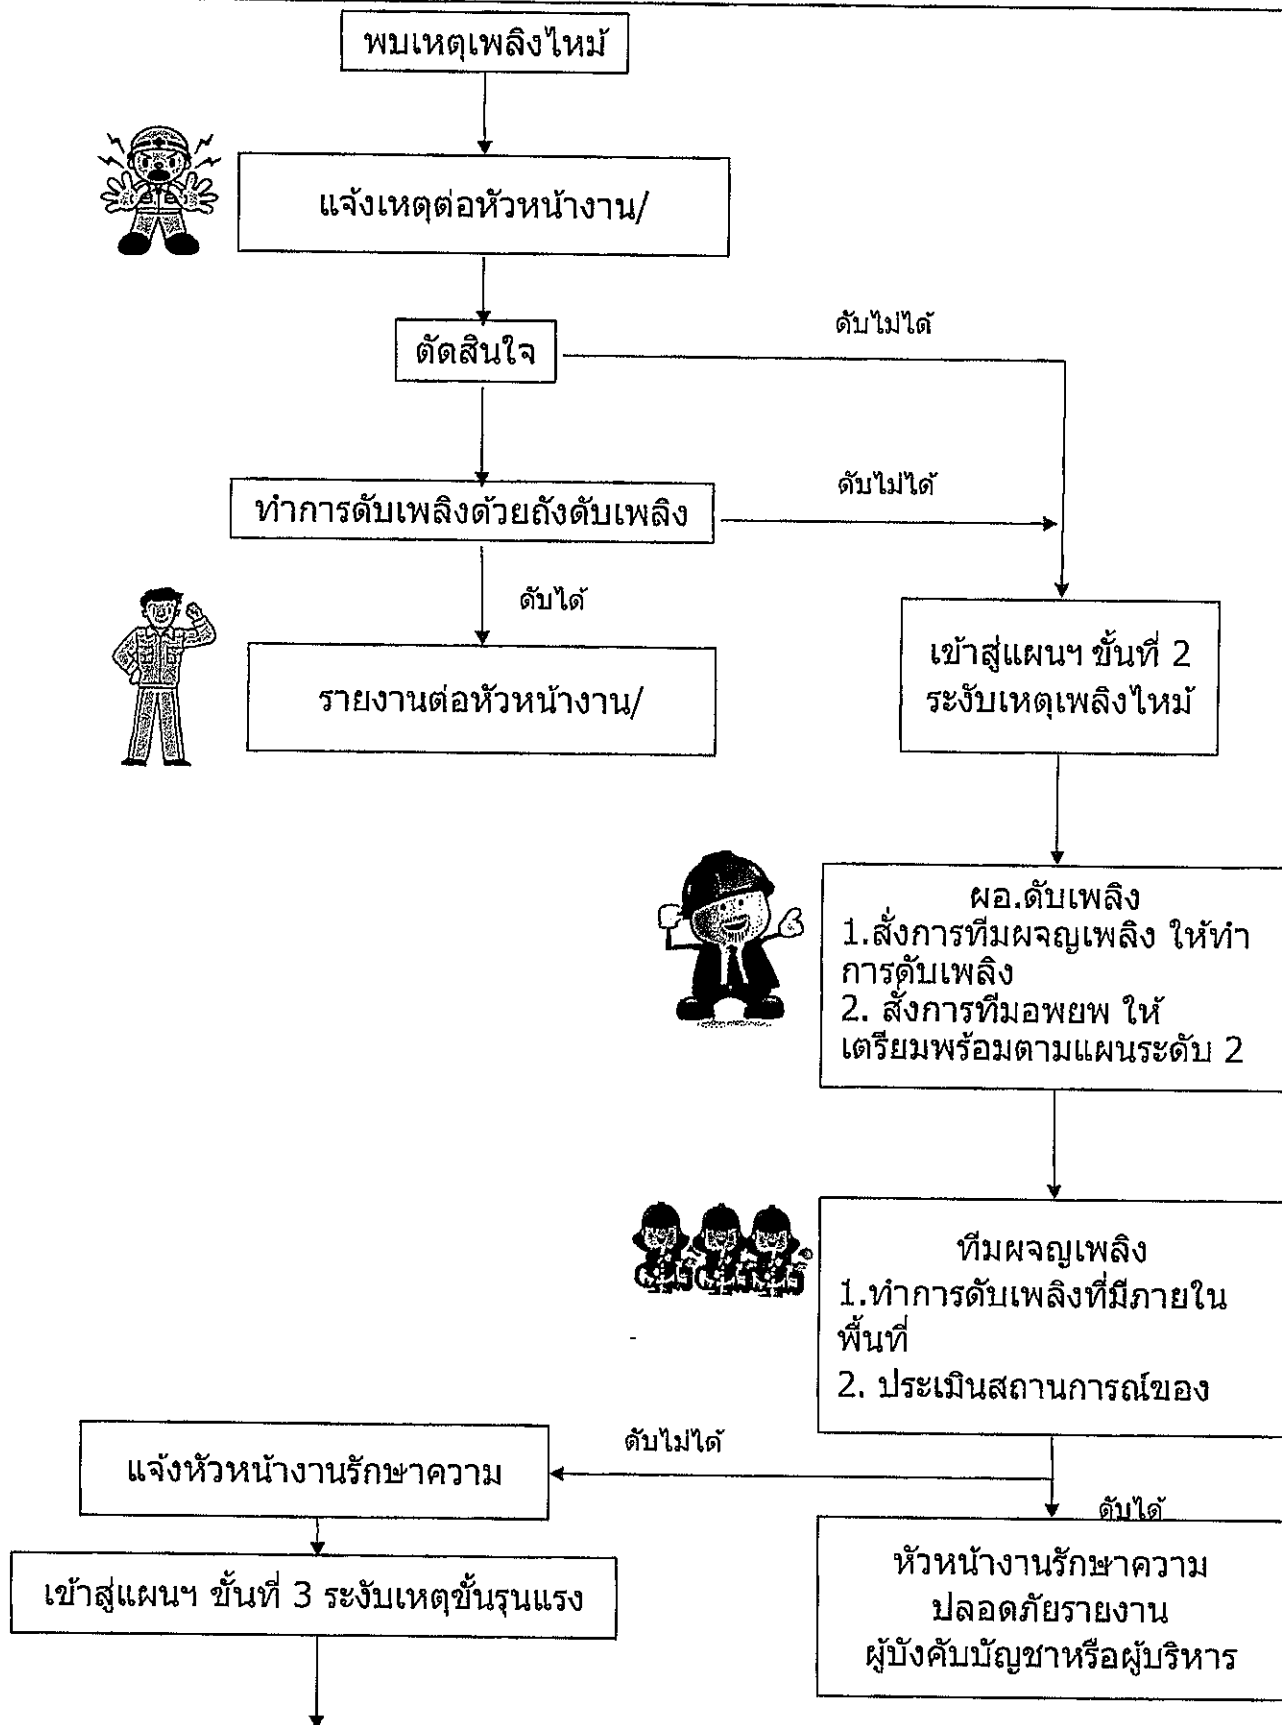 พบเหตุเพลิงไหม้
แจ้งเหตุต่อหัวหน้างาน/
ตัดสินใจ
ดับไม่ได้
ทำการดับเพลิงด้วยถังดับเพลิง
ดับไม่ได้
ดับได้
รายงานต่อหัวหน้างาน/
เข้าสู่แผนฯ ขั้นที่ 2
ระงับเหตุเพลิงไหม้
ผอ.ดับเพลิง
1.สั่งการทีมผจญเพลิง ให้ทำ
การดับเพลิง
2. สั่งการทีมอพยพ ให้
เตรียมพร้อมตามแผนระดับ 2
ทีมผจญเพลิง
1.ทำการดับเพลิงที่มีภายใน
พื้นที่
2. ประเมินสถานการณ์ของ
ดับไม่ได้
แจ้งหัวหน้างานรักษาความ
ดับได้
เข้าสู่แผนฯ ขั้นที่ 3 ระงับเหตุขั้นรุนแรง
หัวหน้างานรักษาความ
ปลอดภัยรายงาน
ผู้บังคับบัญชาหรือผู้บริหาร